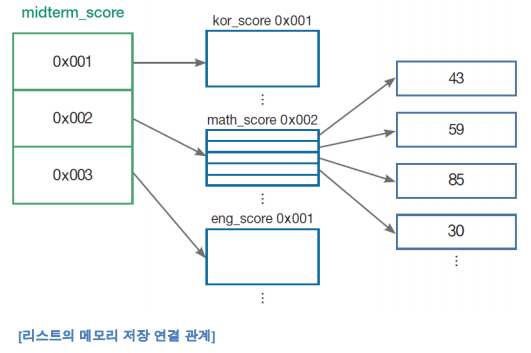 midterm_score
kor_score 0x001
0x001
43
0x002
math_score 0x002
59
0x003
85
eng_score 0x001
30
[리스트의 메모리 저장 연결 관계]